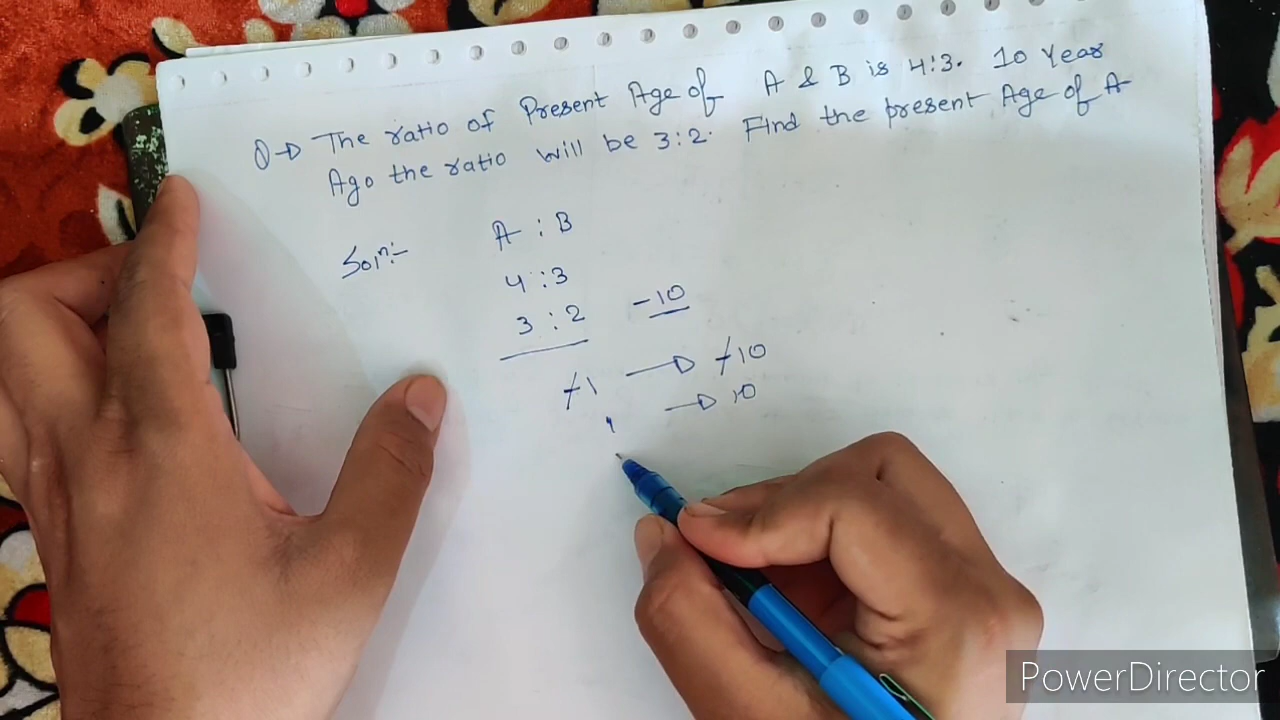 Q→ The ratio of Present Age of A & B is 4:3. 10 Year
Ago the ratio will be 3:2. Find the present Age of A
Solⁿ:- A : B
4 : 3
3 : 2 -10
-1 → -10
1 → 10
PowerDirector